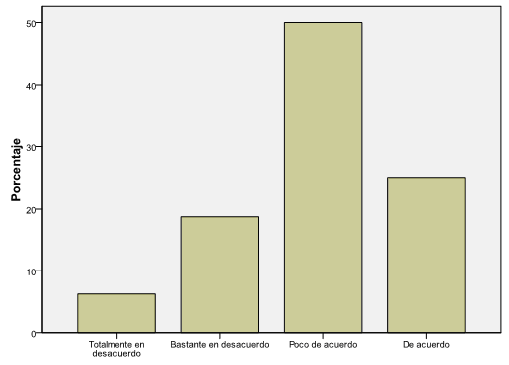 Porcentaje
50
40
30
20
10
0
Totalmente en
desacuerdo
Bastante en desacuerdo
Poco de acuerdo
De acuerdo